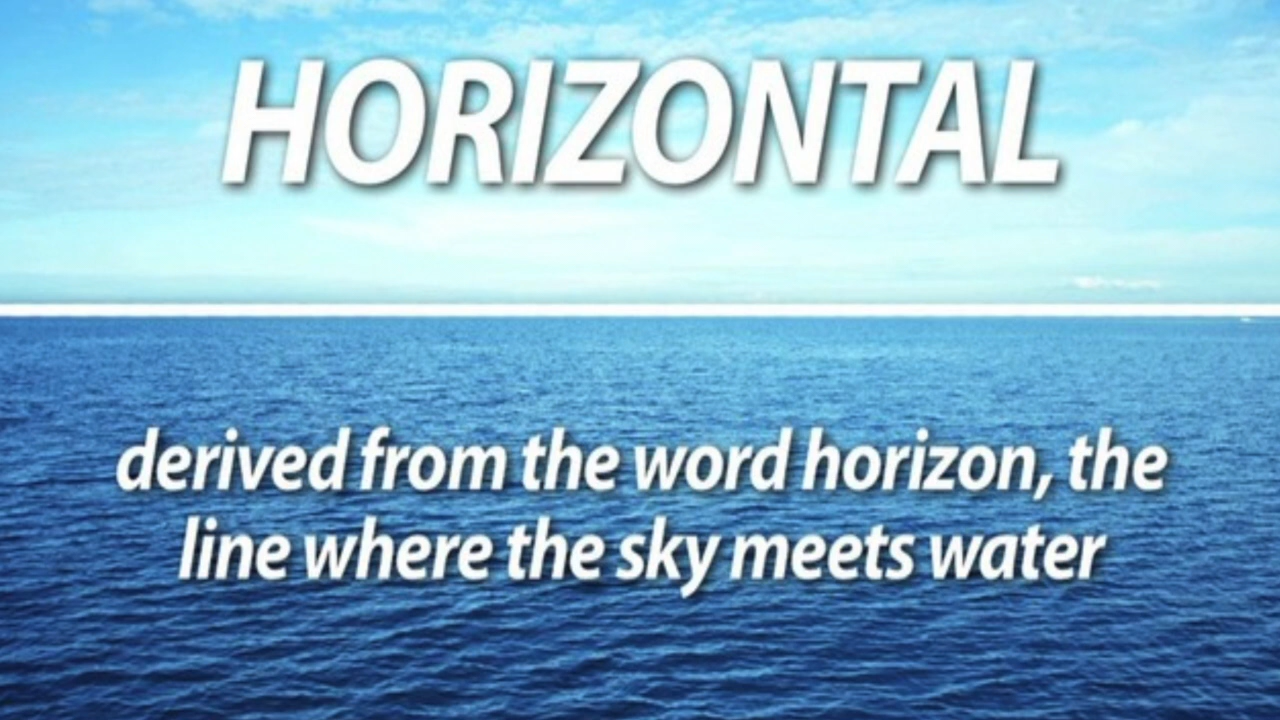 HORIZONTAL
derived from the word horizon, the
line where the sky meets water